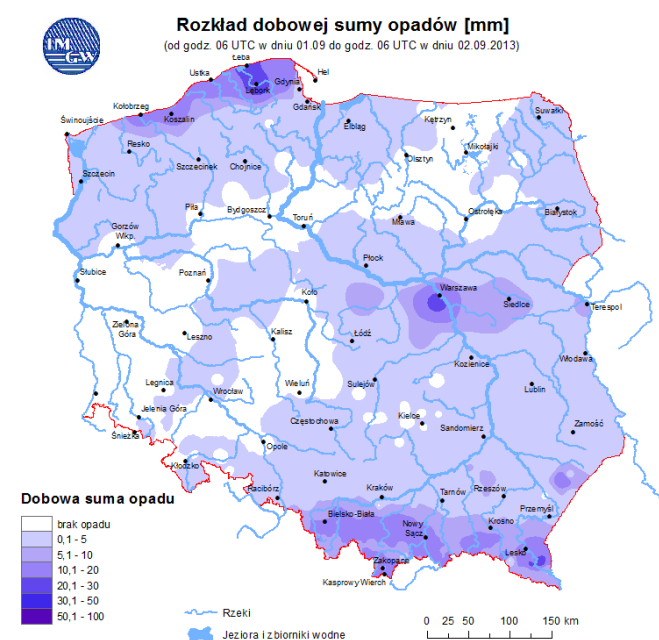 Rozkład dobowej sumy opadów [mm]
(od godz. 06 UTC w dniu 01.09 do godz. 06 UTC w dniu 02.09.2013)
IM
GW
Łeba
Ustka
Hel
Lębork
Gdynia
Gdańsk
Kołobrzeg
Koszalin
Świnoujście
Elbląg
Kętrzyn
Suwałki
Resko
Szczecinek
Chojnice
Olsztyn
Mikołajki
Szczecin
Piła
Bydgoszcz
Toruń
Mława
Ostrołęka
Białystok
Gorzów
Wlkp.
Płock
Słubice
Poznań
Koło
Warszawa
Siedlce
Terespol
Zielona
Góra
Leszno
Kalisz
Łódź
Kozienice
Włodawa
Legnica
Wrocław
Wieluń
Sulejów
Lublin
Jelenia Góra
Kielce
Częstochowa
Sandomierz
Zamość
Śnieżka
Opole
Kłodzko
Katowice
Racibórz
Kraków
Tarnów
Rzeszów
Przemyśl
Bielsko-Biała
Nowy
Sącz
Krosno
Lesko
Zakopane
Kasprowy Wierch
Dobowa suma opadu
brak opadu
0,1 - 5
5,1 - 10
10,1 - 20
20,1 - 30
30,1 - 50
50,1 - 100
Rzeki
Jeziora i zbiorniki wodne
0 25 50 100 150 km